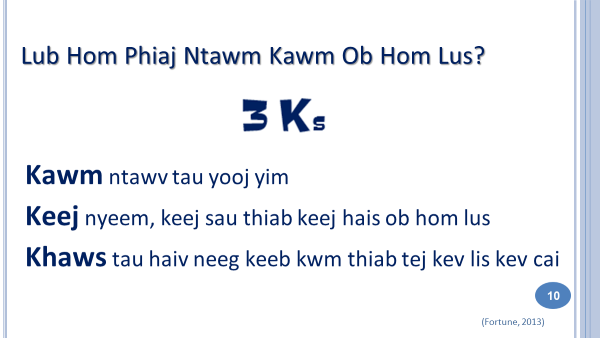 Lub Hom Phiaj Ntawm Kawm Ob Hom Lus?
3 Ks
Kawm ntawv tau yooj yim
Keej nyeem, keej sau thiab keej hais ob hom lus
Khaws tau haiv neeg keeb kwm thiab tej kev lis kev cai
10
(Fortune, 2013)